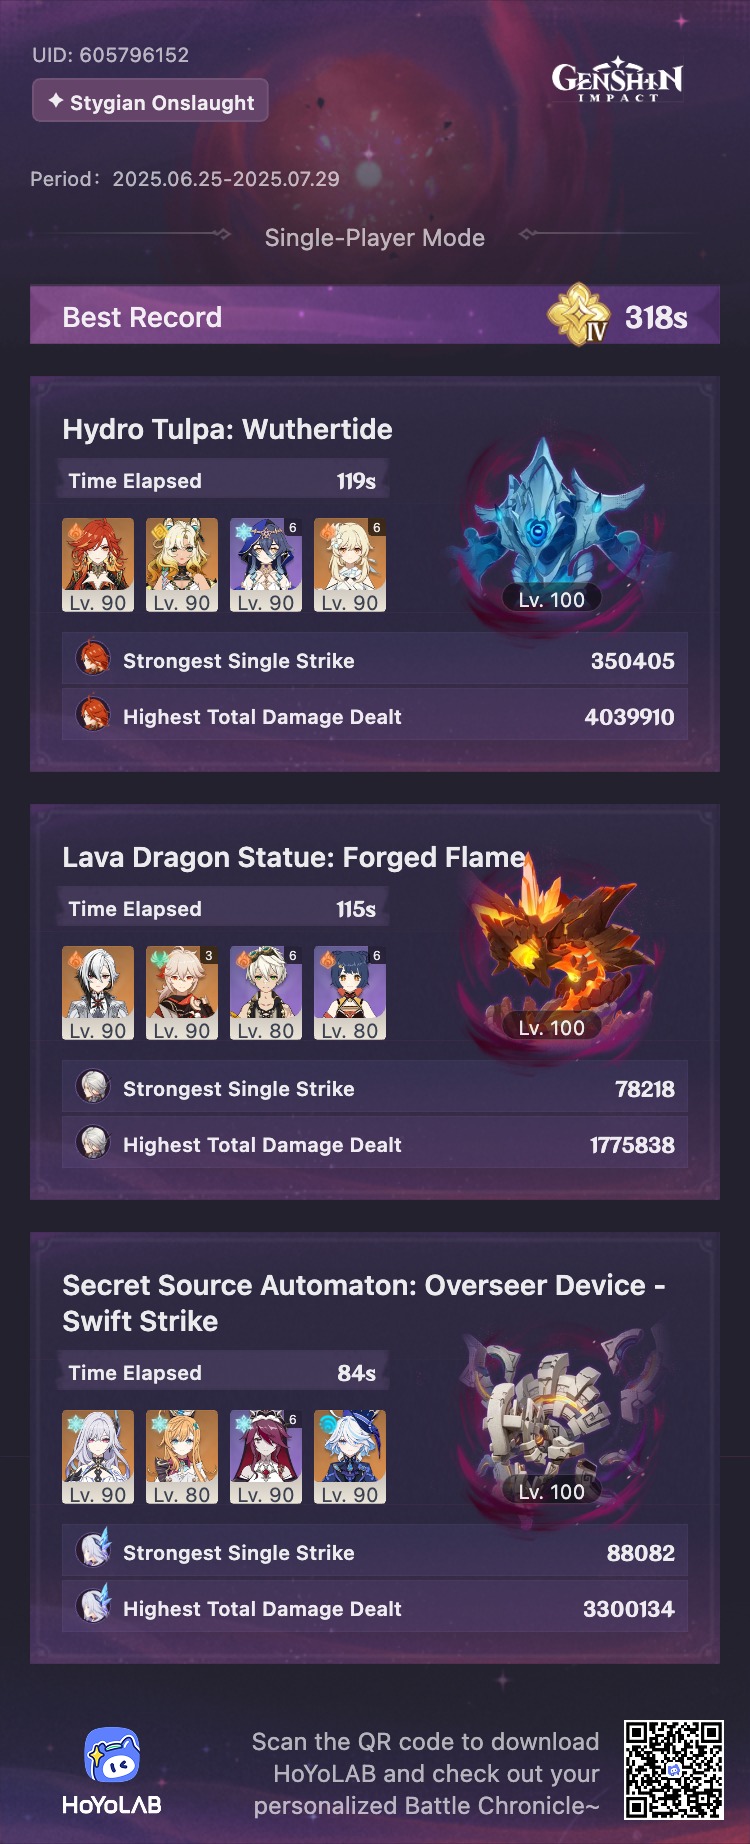 UID: 605796152
GENSHIN
IMPACT
✦ Stygian Onslaught
Period: 2025.06.25-2025.07.29
Single-Player Mode
Best Record IV 318s
Hydro Tulpa: Wuthertide
Time Elapsed 119s
6 6
Lv. 90 Lv. 90 Lv. 90 Lv. 90
Lv. 100
Strongest Single Strike 350405
Highest Total Damage Dealt 4039910
Lava Dragon Statue: Forged Flame
Time Elapsed 115s
3 6 6
Lv. 90 Lv. 90 Lv. 80 Lv. 80
Lv. 100
Strongest Single Strike 78218
Highest Total Damage Dealt 1775838
Secret Source Automaton: Overseer Device -
Swift Strike
Time Elapsed 84s
6
Lv. 90 Lv. 80 Lv. 90 Lv. 90
Lv. 100
Strongest Single Strike 88082
Highest Total Damage Dealt 3300134
Scan the QR code to download
HoYoLAB and check out your
personalized Battle Chronicle~
HoYoLAB